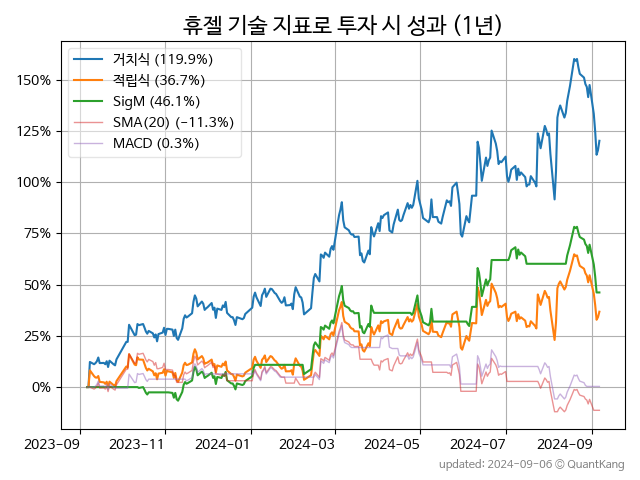 휴젤 기술 지표로 투자 시 성과 (1년)
거치식 (119.9%)
적립식 (36.7%)
SigM (46.1%)
SMA(20) (−11.3%)
MACD (0.3%)
150%
125%
100%
75%
50%
25%
0%
2023-09 2023-11 2024-01 2024-03 2024-05 2024-07 2024-09
updated: 2024-09-06 © QuantKang